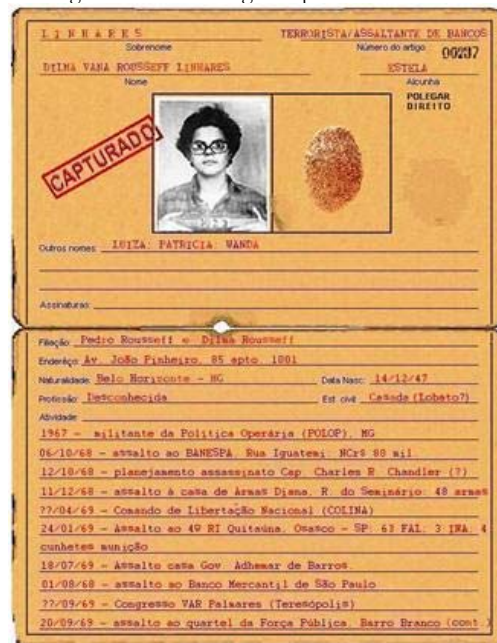 LINHARES TERRORISTA/ASSALTANTE DE BANCOS
Sobrenome Número do artigo 00237
DILMA VANA ROUSSEFF LINHARES ESTELA
Nome Alcunha
POLEGAR
DIREITO
CAPTURADO
Outros nomes: LUIZA: PATRICIA: WANDA
Assinaturas:
Filiação: Pedro Rousseff e Dilma Rousseff
Enderêço: Av. João Pinheiro, 85 apto. 1001
Naturalidade: Belo Horizonte - MG Data Nasc: 14/12/47
Profissão: Desconhecida Est. civil: Casada (Lobato?)
Atividade:
1967 - militante da Política Operária (POLOP), MG
06/10/68 - assalto ao BANESPA, Rua Iguatemi: NCr$ 80 mil.
12/10/68 - planejamento assassinato Cap. Charles R. Chandler (?)
11/12/68 - assalto à casa de Armas Diana, R. do Seminário: 48 armas
??/04/69 - Comando de Libertação Nacional (COLINA)
24/01/69 - Assalto ao 4º RI Quitaúna, Osasco - SP: 63 FAL: 3 INA: 4
cunhetes munição
18/07/69 - Assalto casa Gov. Adhemar de Barros.
01/08/68 - assalto ao Banco Mercantil de São Paulo
??/09/69 - Congresso VAR Palmares (Teresópolis)
20/09/69 - assalto ao quartel da Força Pública, Barro Branco (cont.)